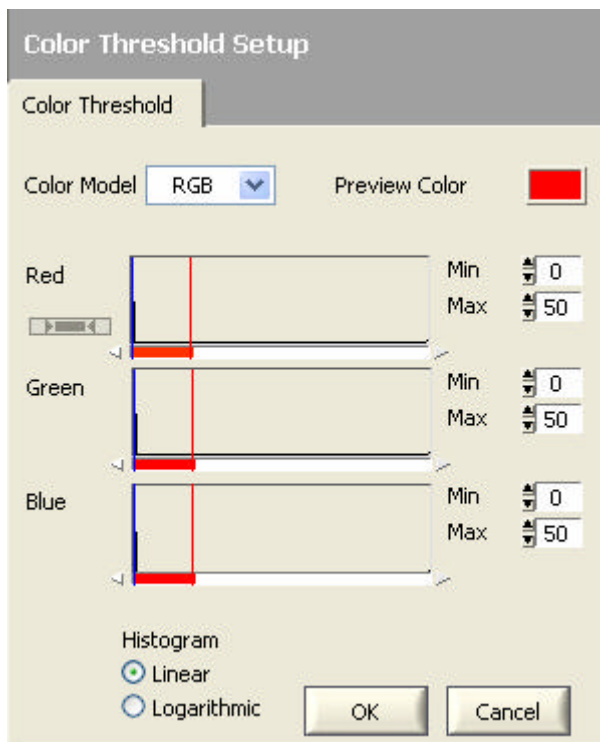 Color Threshold Setup
Color Threshold
Color Model RGB Preview Color
Red Min 0
Max 50
Green Min 0
Max 50
Blue Min 0
Max 50
Histogram
Linear
Logarithmic OK Cancel